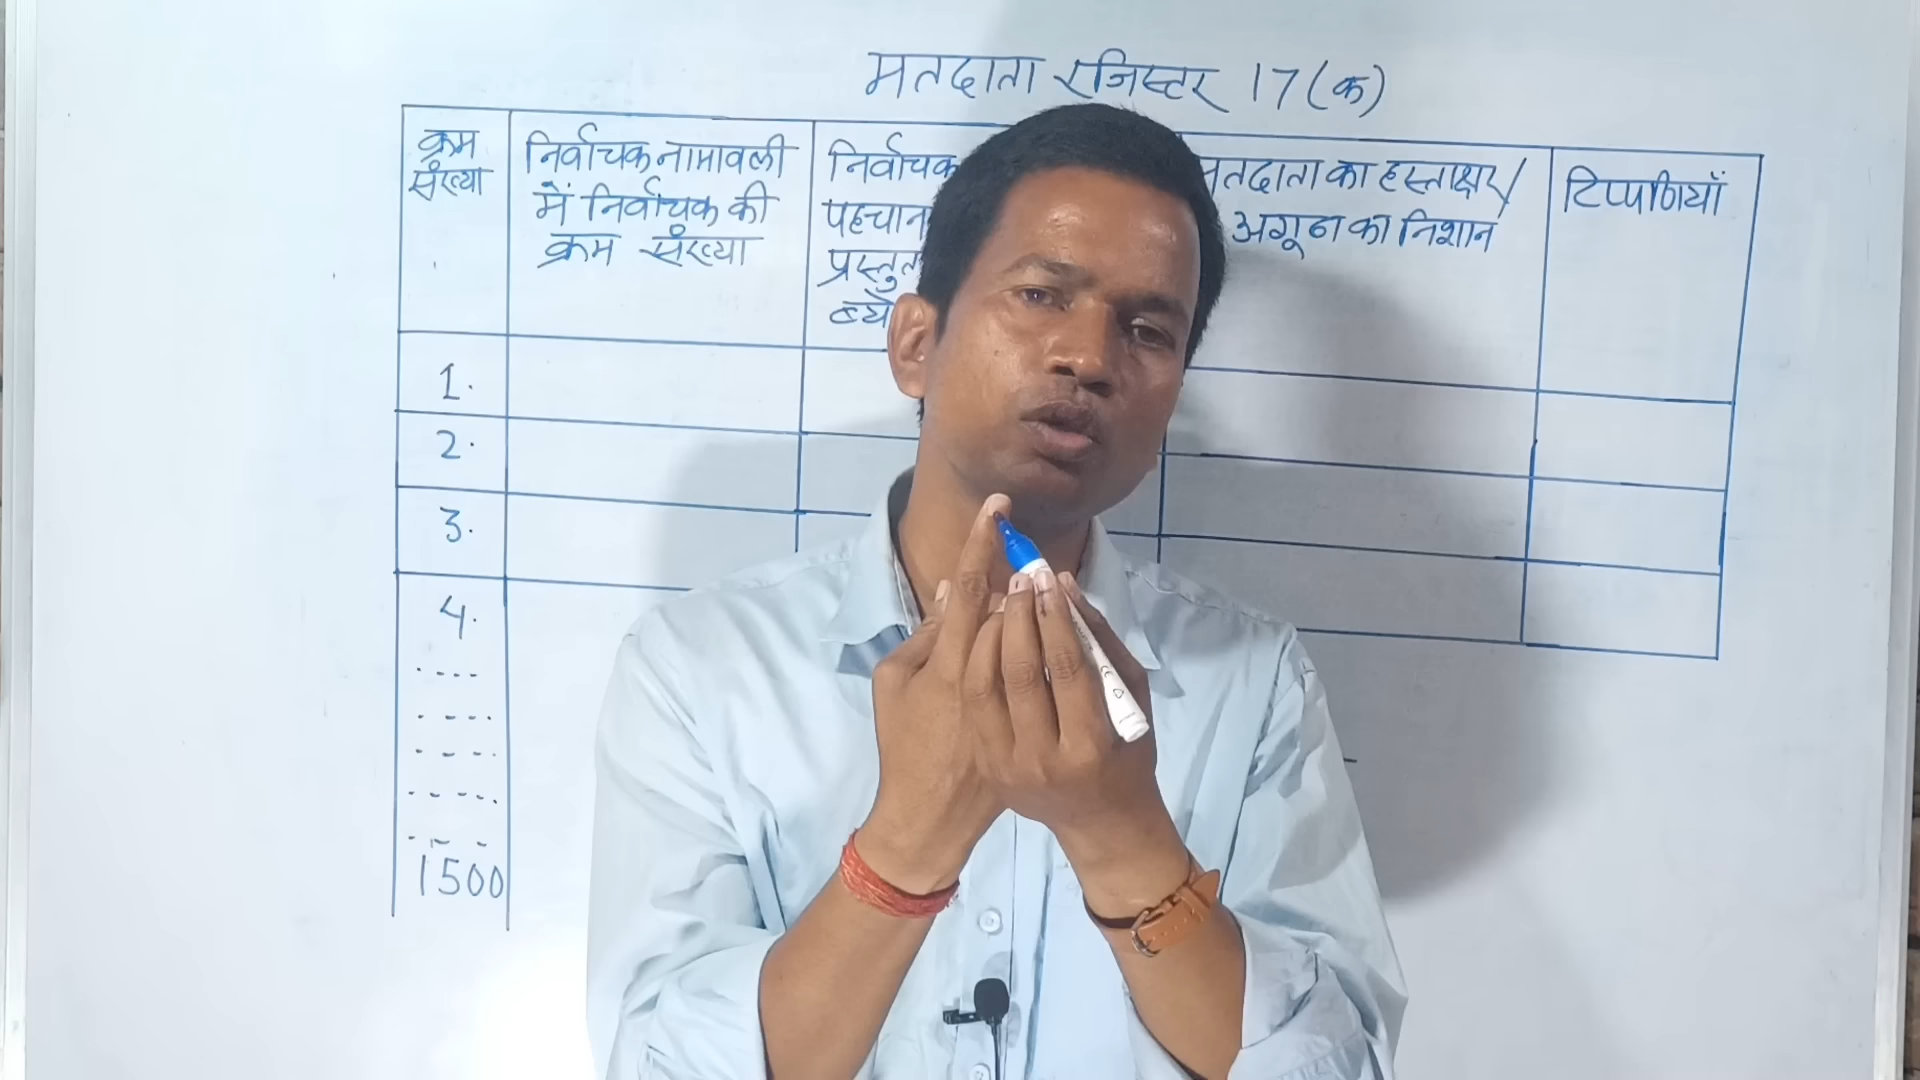 मतदाता रजिस्टर 17(क)
क्रम
संख्या
निर्वाचक नामावली
में निर्वाचक की
क्रम संख्या
निर्वाचक
पहचान
प्रस्तुत
ब्यो
मतदाता का हस्ताक्षर/
अगूठा का निशान
टिप्पणियाँ
1.
2.
3.
4.
1500